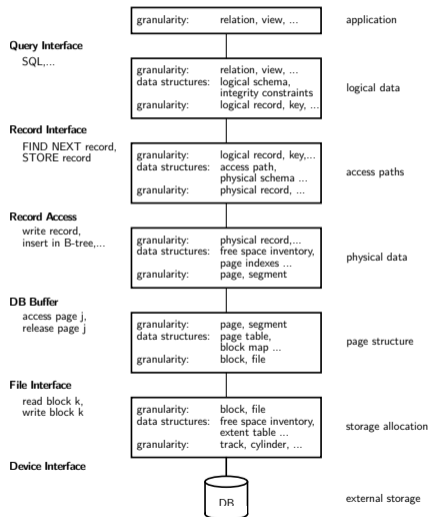 granularity: relation, view, ... application
Query Interface
SQL,...
granularity: relation, view, ...
data structures: logical schema,
integrity constraints
granularity: logical record, key, ...
logical data
Record Interface
FIND NEXT record,
STORE record
granularity: logical record, key,...
data structures: access path,
physical schema ...
granularity: physical record, ...
access paths
Record Access
write record,
insert in B-tree,...
granularity: physical record,...
data structures: free space inventory,
page indexes ...
granularity: page, segment
physical data
DB Buffer
access page j,
release page j
granularity: page, segment
data structures: page table,
block map ...
granularity: block, file
page structure
File Interface
read block k,
write block k
granularity: block, file
data structures: free space inventory,
extent table ...
granularity: track, cylinder, ...
storage allocation
Device Interface
DB
external storage